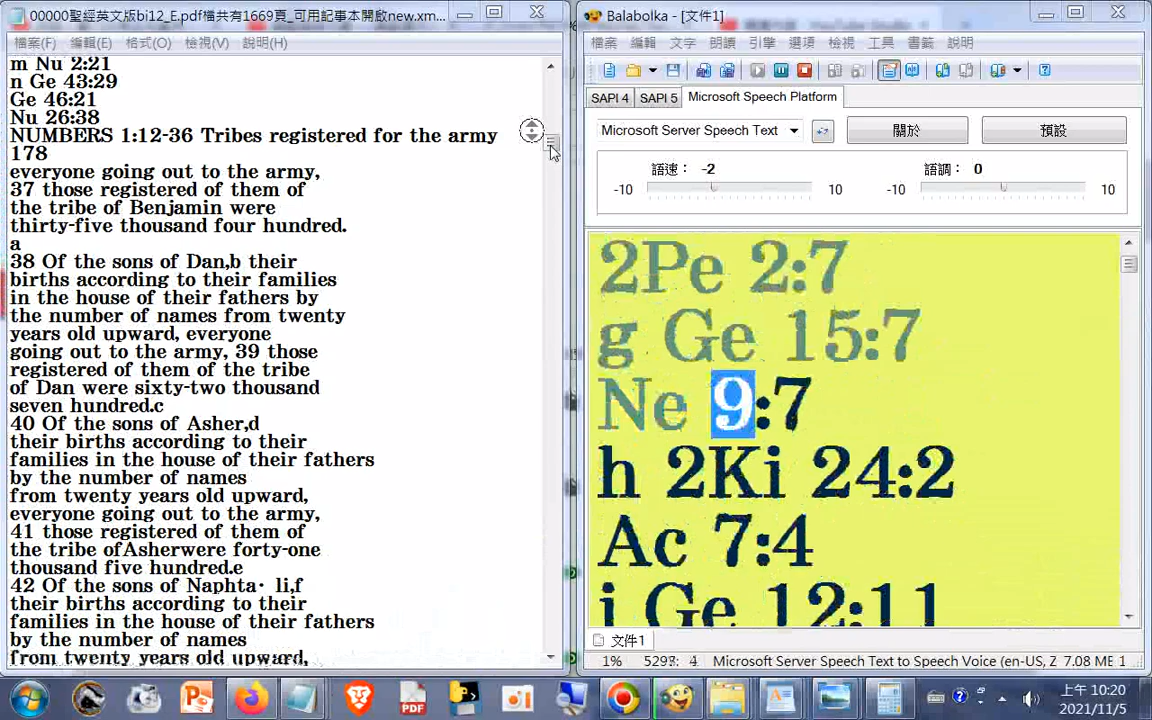 00000聖經英文版bi12_E.pdf檔共有1669頁_可用記事本開啟new.xm...
檔案(F) 編輯(E) 格式(O) 檢視(V) 說明(H)
m Nu 2:21
n Ge 43:29
Ge 46:21
Nu 26:38
NUMBERS 1:12-36 Tribes registered for the army
178
everyone going out to the army,
37 those registered of them of
the tribe of Benjamin were
thirty-five thousand four hundred.
a
38 Of the sons of Dan,b their
births according to their families
in the house of their fathers by
the number of names from twenty
years old upward, everyone
going out to the army, 39 those
registered of them of the tribe
of Dan were sixty-two thousand
seven hundred.c
40 Of the sons of Asher,d
their births according to their
families in the house of their fathers
by the number of names
from twenty years old upward,
everyone going out to the army,
41 those registered of them of
the tribe ofAsherwere forty-one
thousand five hundred.e
42 Of the sons of Naphta· li,f
their births according to their
families in the house of their fathers
by the number of names
from twenty years old upward,
Balabolka - [文件1]
檔案 編輯 文字 朗讀 引擎 選項 檢視 工具 書籤 說明
SAPI 4 SAPI 5 Microsoft Speech Platform
Microsoft Server Speech Text 關於 預設
語速: -2 語調: 0
-10 10 -10 10
2Pe 2:7
g Ge 15:7
Ne 9:7
h 2Ki 24:2
Ac 7:4
i Ge 12:11
文件1
1% 5297: 4 Microsoft Server Speech Text to Speech Voice (en-US, Z 7.08 ME 1
PDF
上午 10:20
2021/11/5